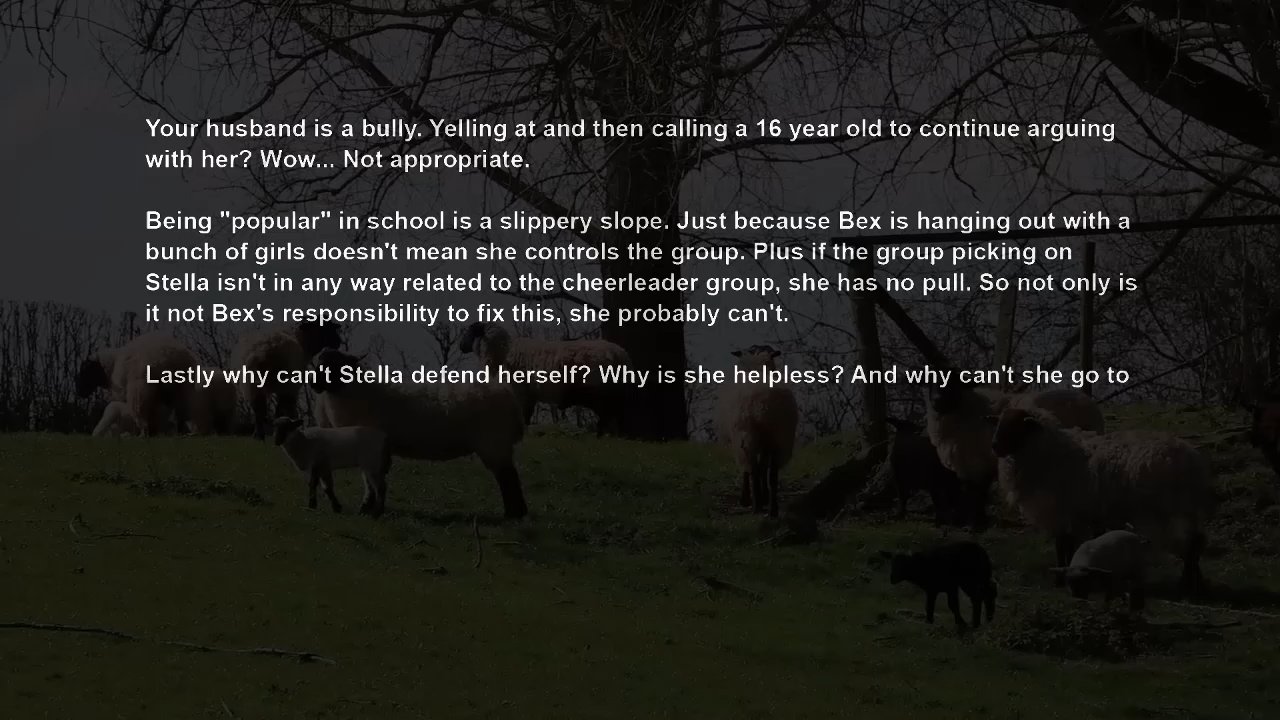 Your husband is a bully. Yelling at and then calling a 16 year old to continue arguing
with her? Wow... Not appropriate.
Being "popular" in school is a slippery slope. Just because Bex is hanging out with a
bunch of girls doesn't mean she controls the group. Plus if the group picking on
Stella isn't in any way related to the cheerleader group, she has no pull. So not only is
it not Bex's responsibility to fix this, she probably can't.
Lastly why can't Stella defend herself? Why is she helpless? And why can't she go to